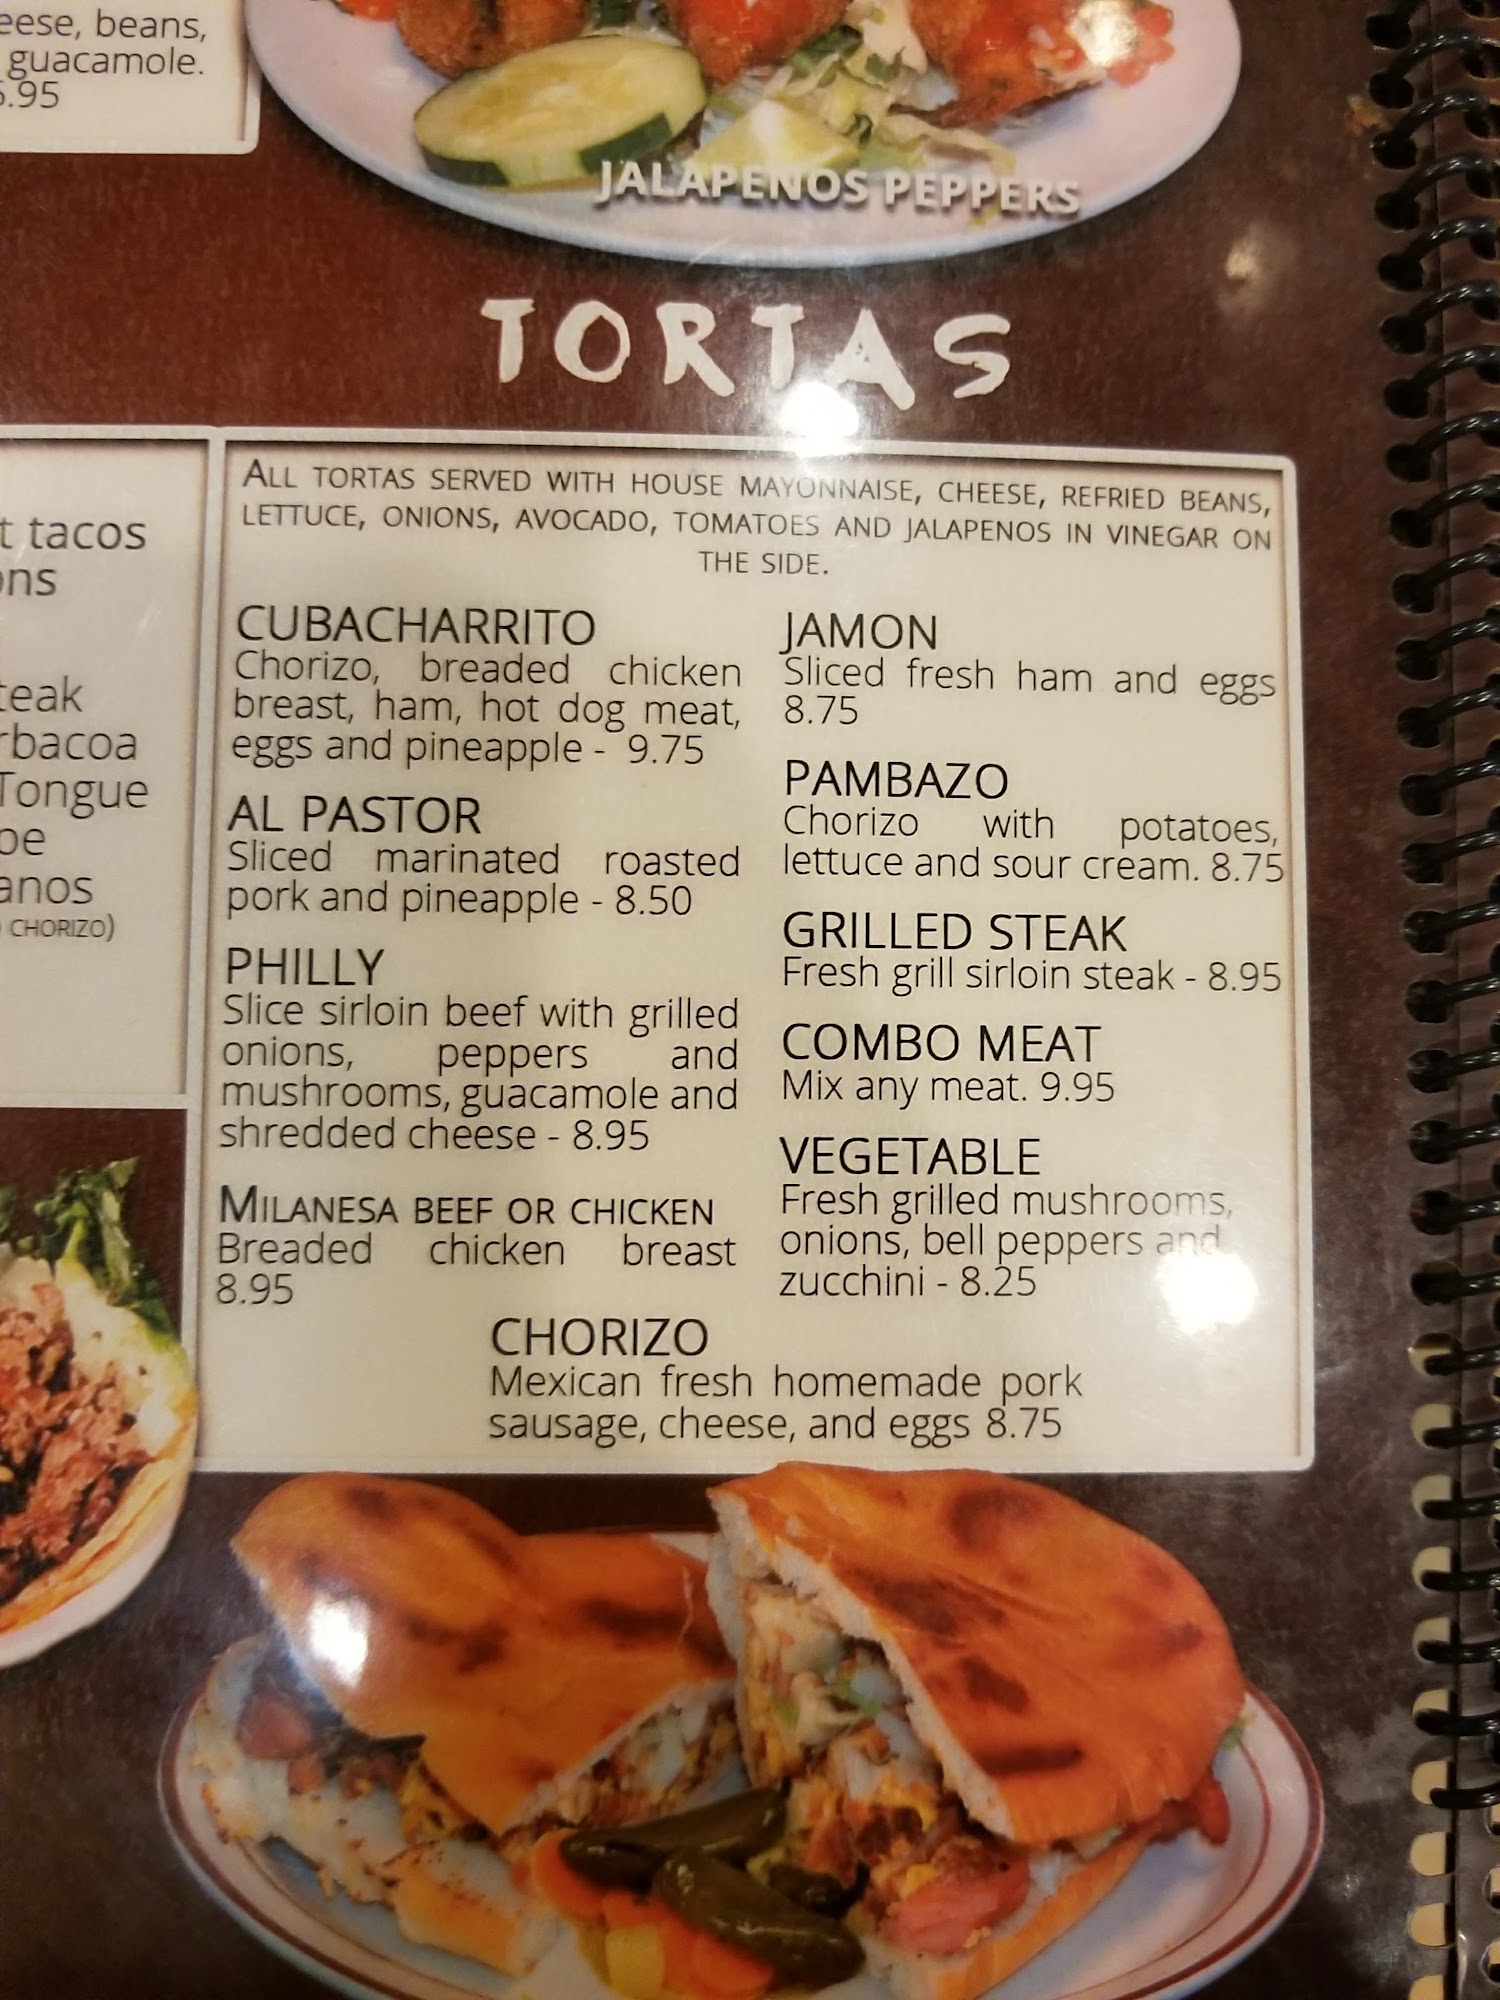 cheese, beans,
guacamole.
.95
JALAPENOS PEPPERS
TORTAS
tacos
CHORIZO)
Tongue
ALL TORTAS SERVED WITH HOUSE MAYONNAISE, CHEESE, REFRIED BEANS,
LETTUCE, ONIONS, AVOCADO, TOMATOES AND JALAPENOS IN VINEGAR ON
THE SIDE.
CUBACHARRITO
Chorizo, breaded chicken
breast, ham, hot dog meat,
eggs and pineapple - 9.75
AL PASTOR
Sliced marinated roasted
pork and pineapple - 8.50
PHILLY
Slice sirloin beef with grilled
onions, peppers and
mushrooms, guacamole and
shredded cheese - 8.95
MILANESA BEEF OR CHICKEN
Breaded chicken breast
8.95
JAMON
Sliced fresh ham and eggs
8.75
PAMBAZO
Chorizo with potatoes,
lettuce and sour cream. 8.75
GRILLED STEAK
Fresh grill sirloin steak - 8.95
COMBO MEAT
Mix any meat. 9.95
VEGETABLE
Fresh grilled mushrooms,
onions, bell peppers and
zucchini - 8.25
CHORIZO
Mexican fresh homemade pork
sausage, cheese, and eggs 8.75